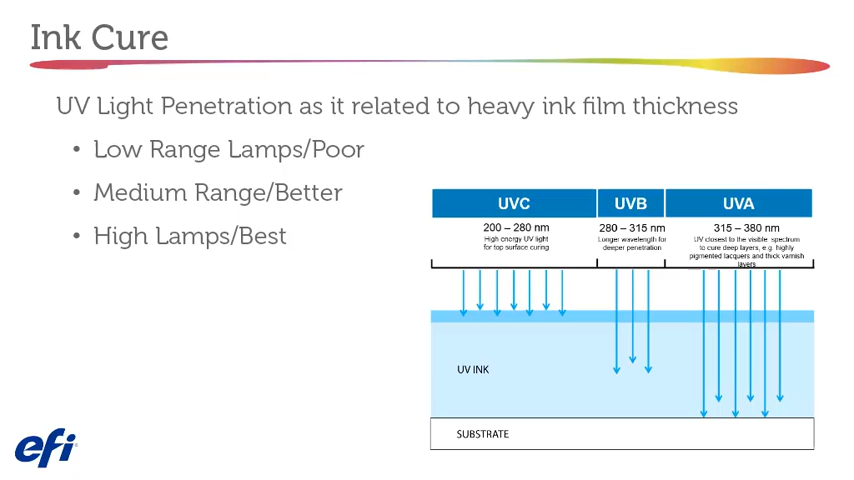 Ink Cure
UV Light Penetration as it related to heavy ink film thickness
• Low Range Lamps/Poor
• Medium Range/Better
• High Lamps/Best
UVC
UVB
UVA
200 – 280 nm
High energy UV light
for top surface curing
280 – 315 nm
Longer wavelength for
deeper penetration
315 – 380 nm
UV closest to the visible spectrum
to cure deep layers, e.g. highly
pigmented lacquers and thick varnish
layers
UV INK
SUBSTRATE
efi